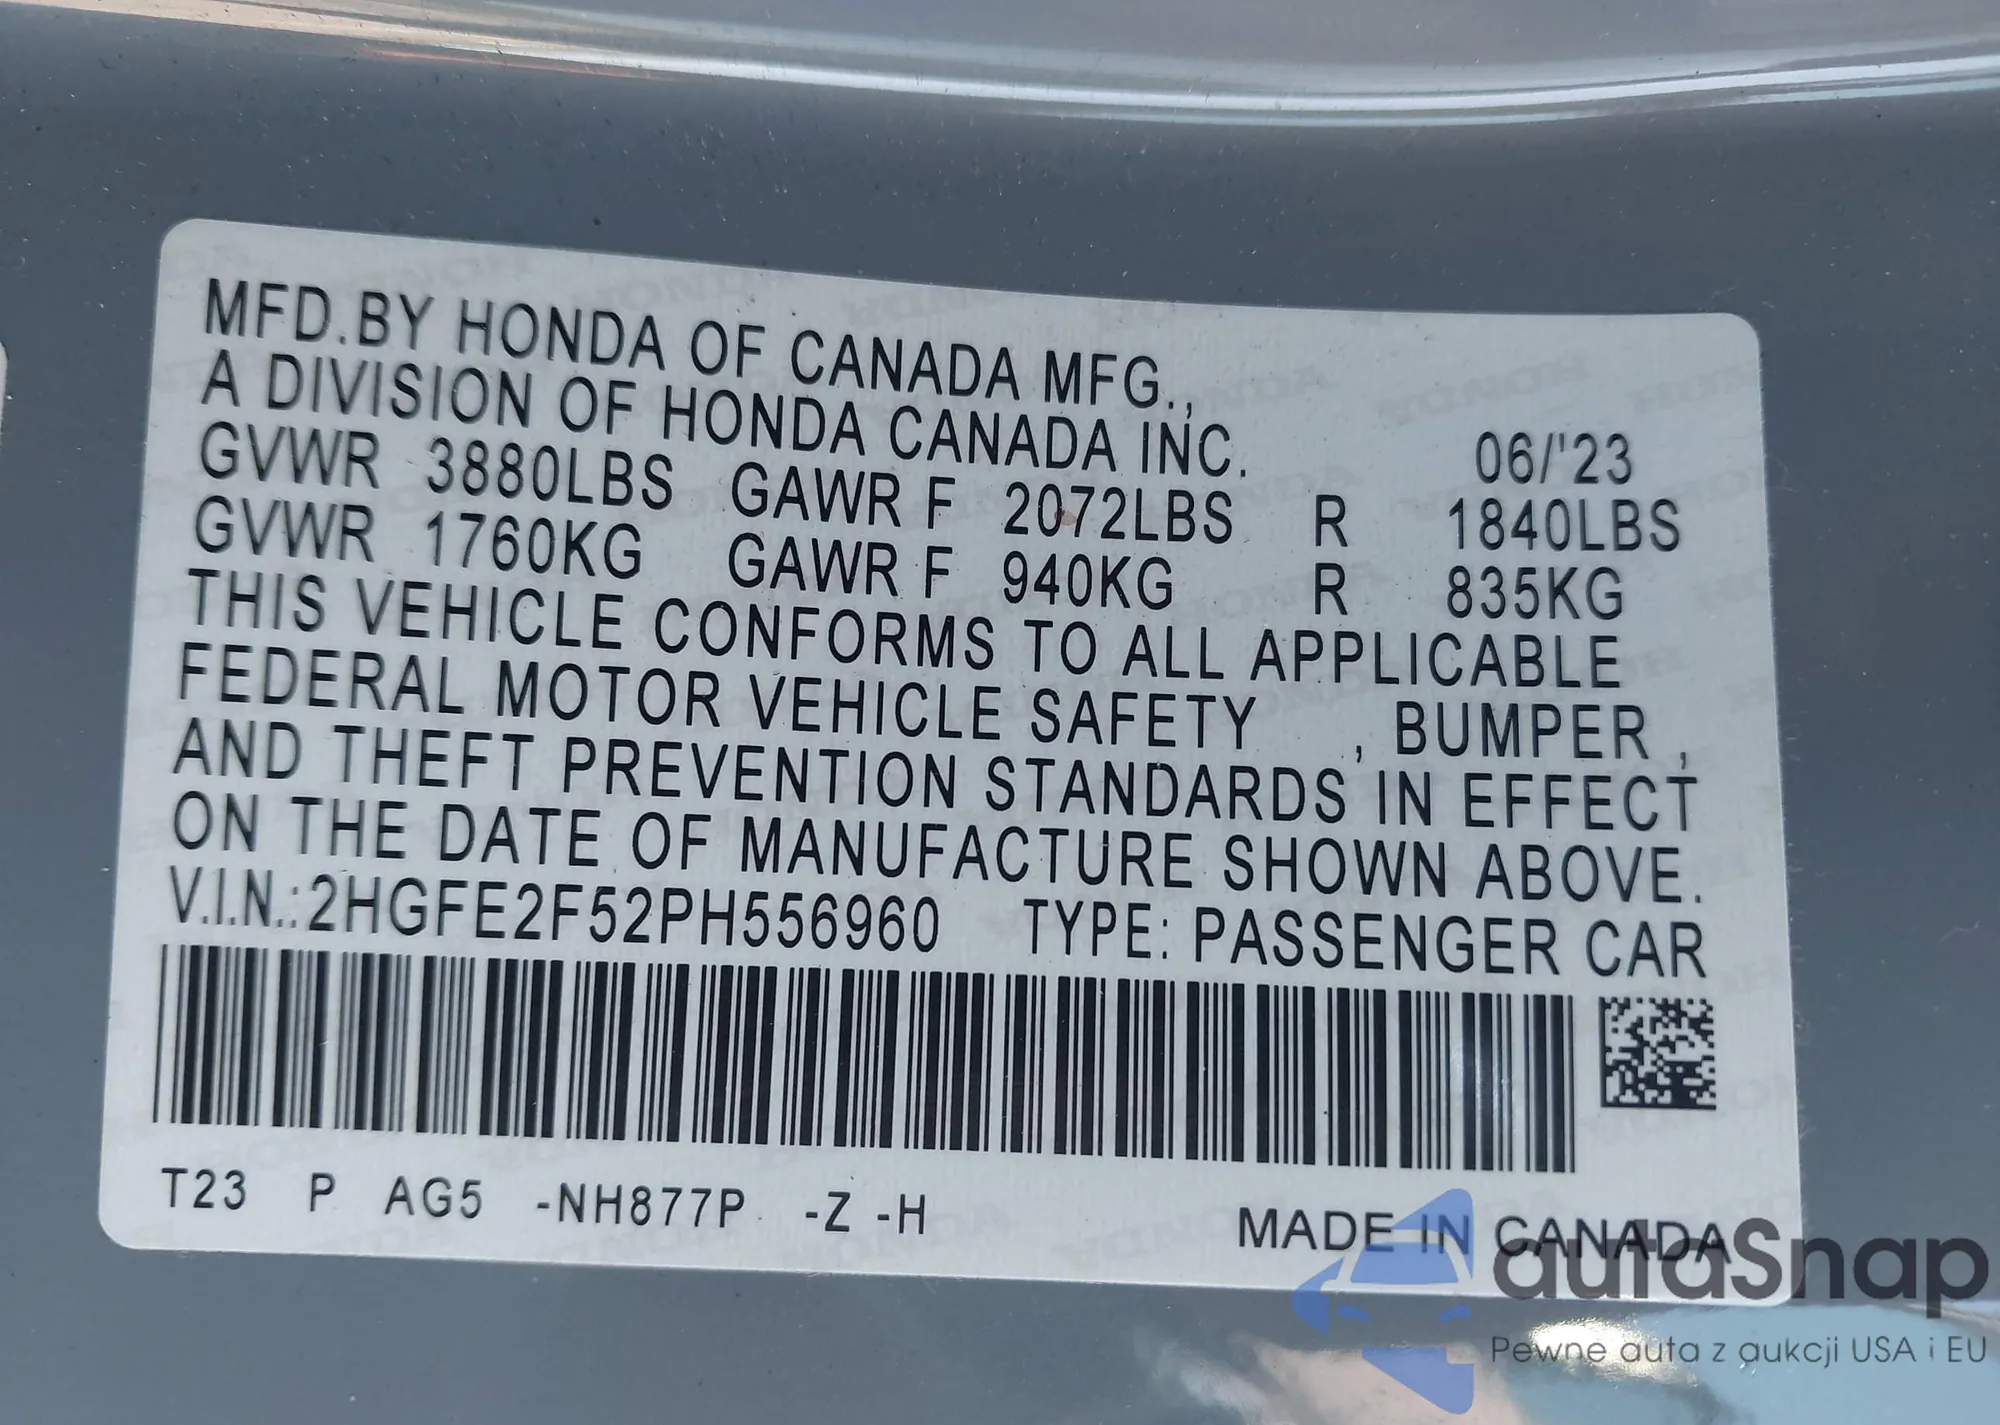 MFD.BY HONDA OF CANADA MFG.,
A DIVISION OF HONDA CANADA INC. 06/'23
GVWR 3880LBS GAWR F 2072LBS R 1840LBS
GVWR 1760KG GAWR F 940KG R 835KG
THIS VEHICLE CONFORMS TO ALL APPLICABLE
FEDERAL MOTOR VEHICLE SAFETY , BUMPER ,
AND THEFT PREVENTION STANDARDS IN EFFECT
ON THE DATE OF MANUFACTURE SHOWN ABOVE.
V.I.N.:2HGFE2F52PH556960 TYPE: PASSENGER CAR
T23 P AG5 -NH877P -Z -H
MADE IN CANADA
autaSnap
Pewne auta z aukcji USA i EU